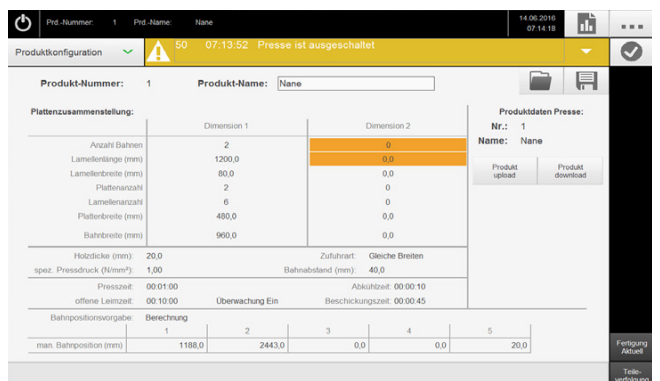 Prd.-Nummer: 1 Prd.-Name: Nane
14.06.2016
07:14:18
Produktkonfiguration
50 07:13:52 Presse ist ausgeschaltet
Produkt-Nummer: 1 Produkt-Name: Nane
Plattenzusammenstellung:
Produktdaten Presse:
Dimension 1 Dimension 2
Nr.: 1
Name: Nane
Anzahl Bahnen 2 0
Lamellenlänge (mm) 1200,0 0,0
Lamellenbreite (mm) 80,0 0,0
Plattenanzahl 2 0
Lamellenanzahl 6 0
Plattenbreite (mm) 480,0 0,0
Bahnbreite (mm) 960,0 0,0
Produkt upload
Produkt download
Holzdicke (mm): 20,0 Zufuhrart: Gleiche Breiten
spez. Pressdruck (N/mm²): 1,00 Bahnabstand (mm): 40,0
Presszeit: 00:01:00 Abkühlzeit: 00:00:10
offene Leimzeit: 00:10:00 Überwachung Ein Beschickungszeit: 00:00:45
Bahnpositionsvorgabe: Berechnung
1 2 3 4 5
man. Bahnposition (mm) 1188,0 2443,0 0,0 0,0 20,0
Fertigung
Aktuell
Teile-
verfolgung